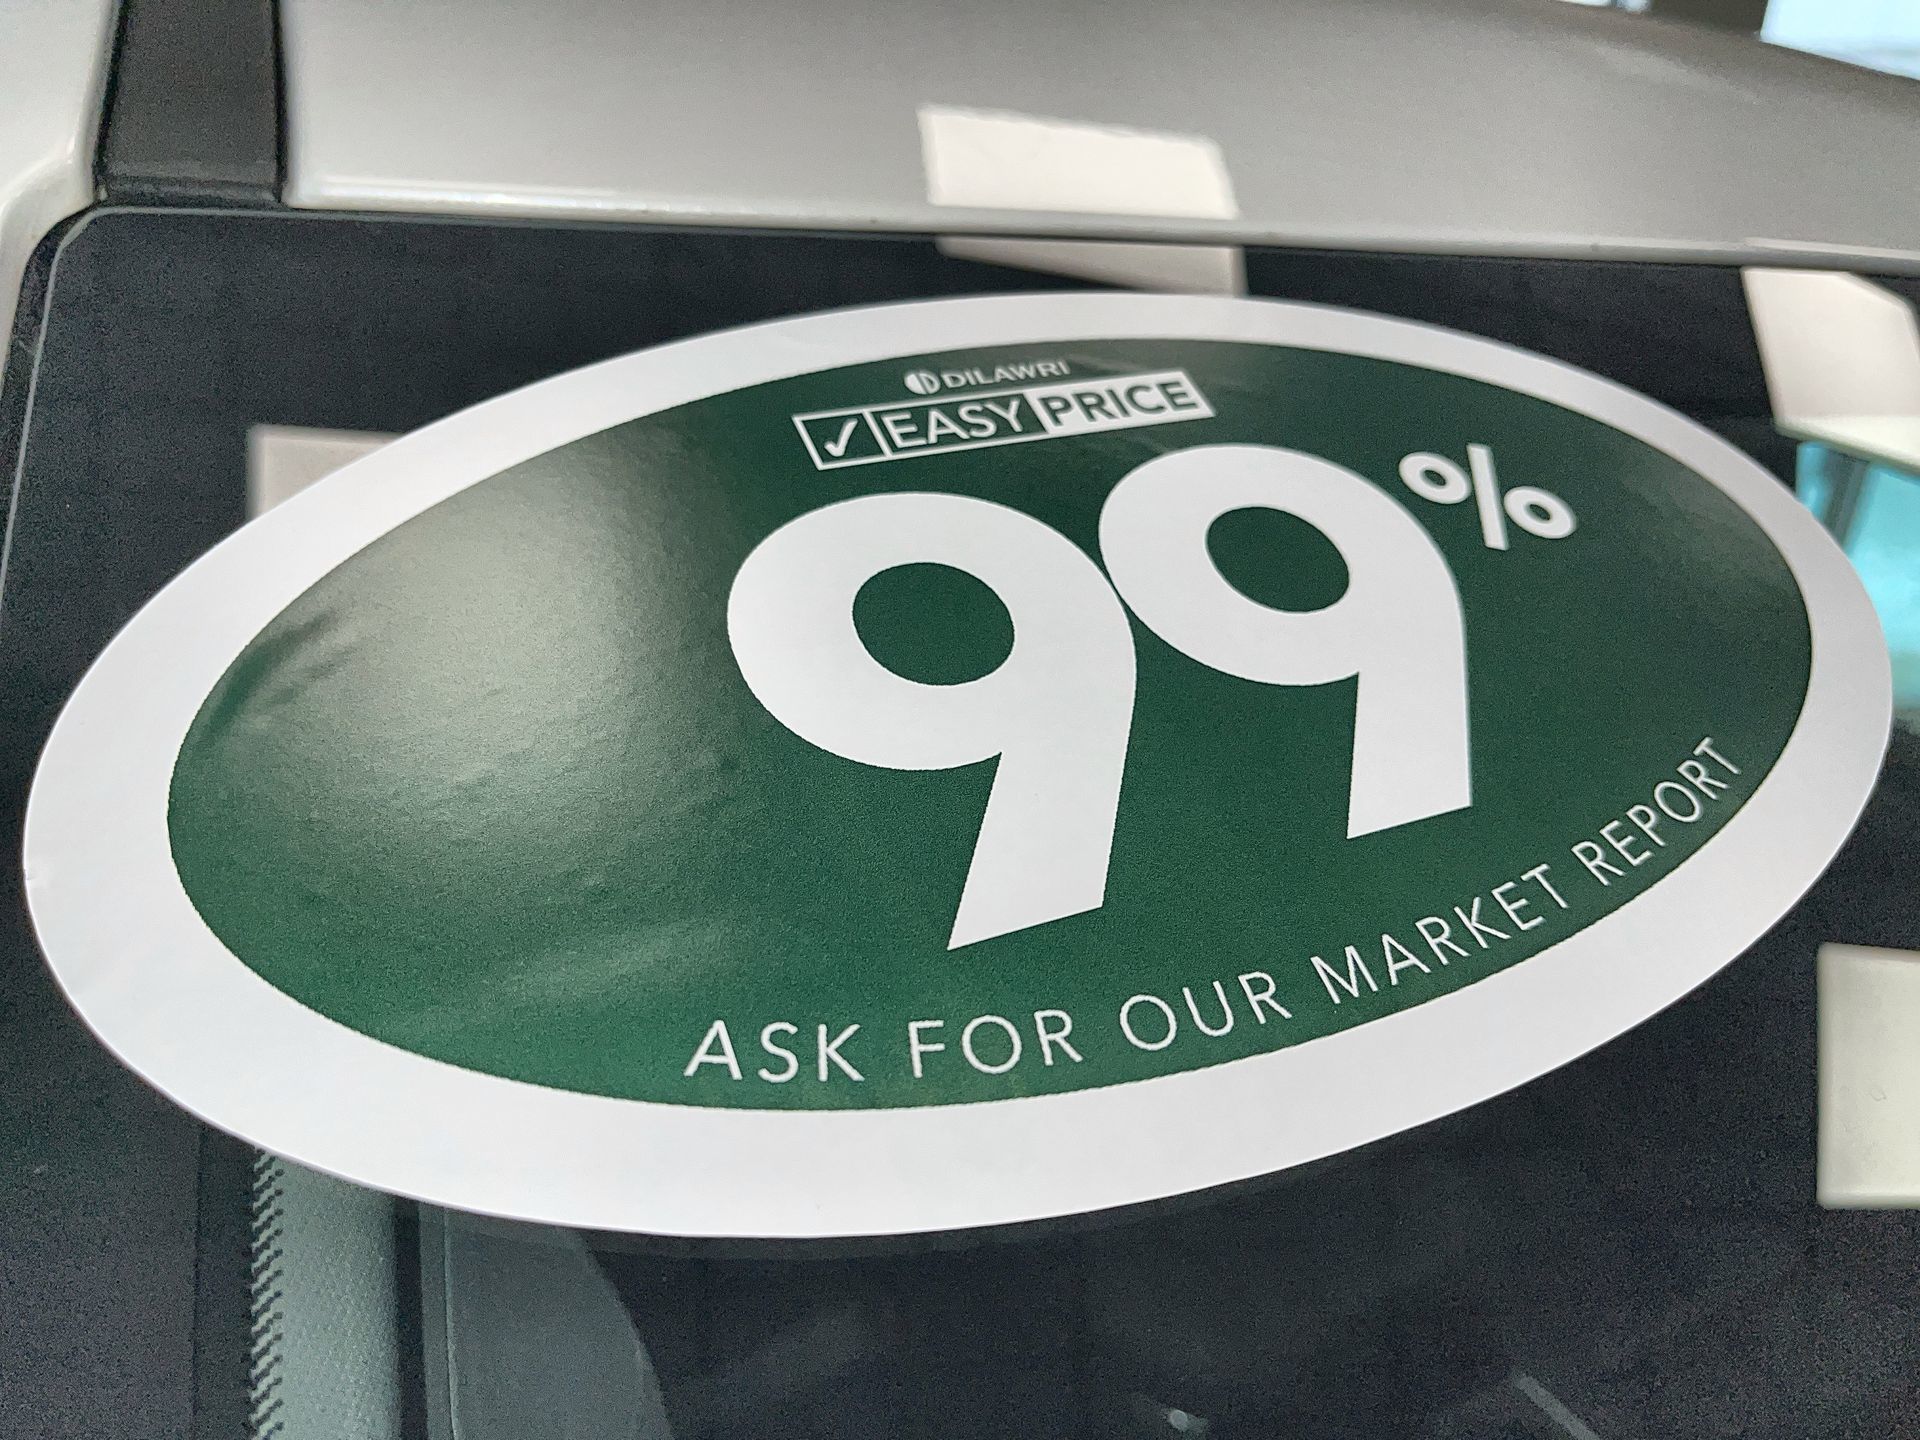 DILAWRI
✓ EASY PRICE
99%
ASK FOR OUR MARKET REPORT